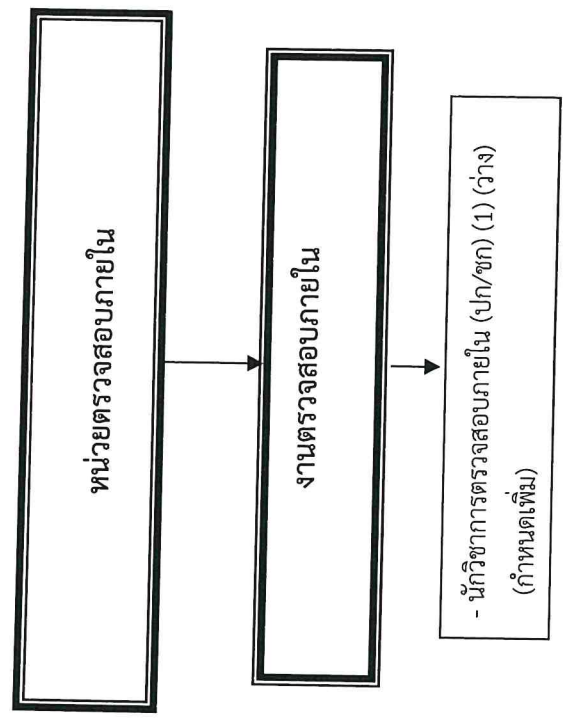 หน่วยตรวจสอบภายใน
งานตรวจสอบภายใน
- นักวิชาการตรวจสอบภายใน (ปก/ชก) (1) (ว่าง)
(กำหนดเพิ่ม)